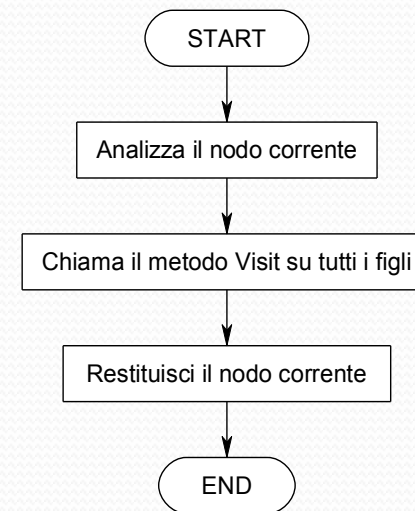 START
Analizza il nodo corrente
Chiama il metodo Visit su tutti i figli
Restituisci il nodo corrente
END